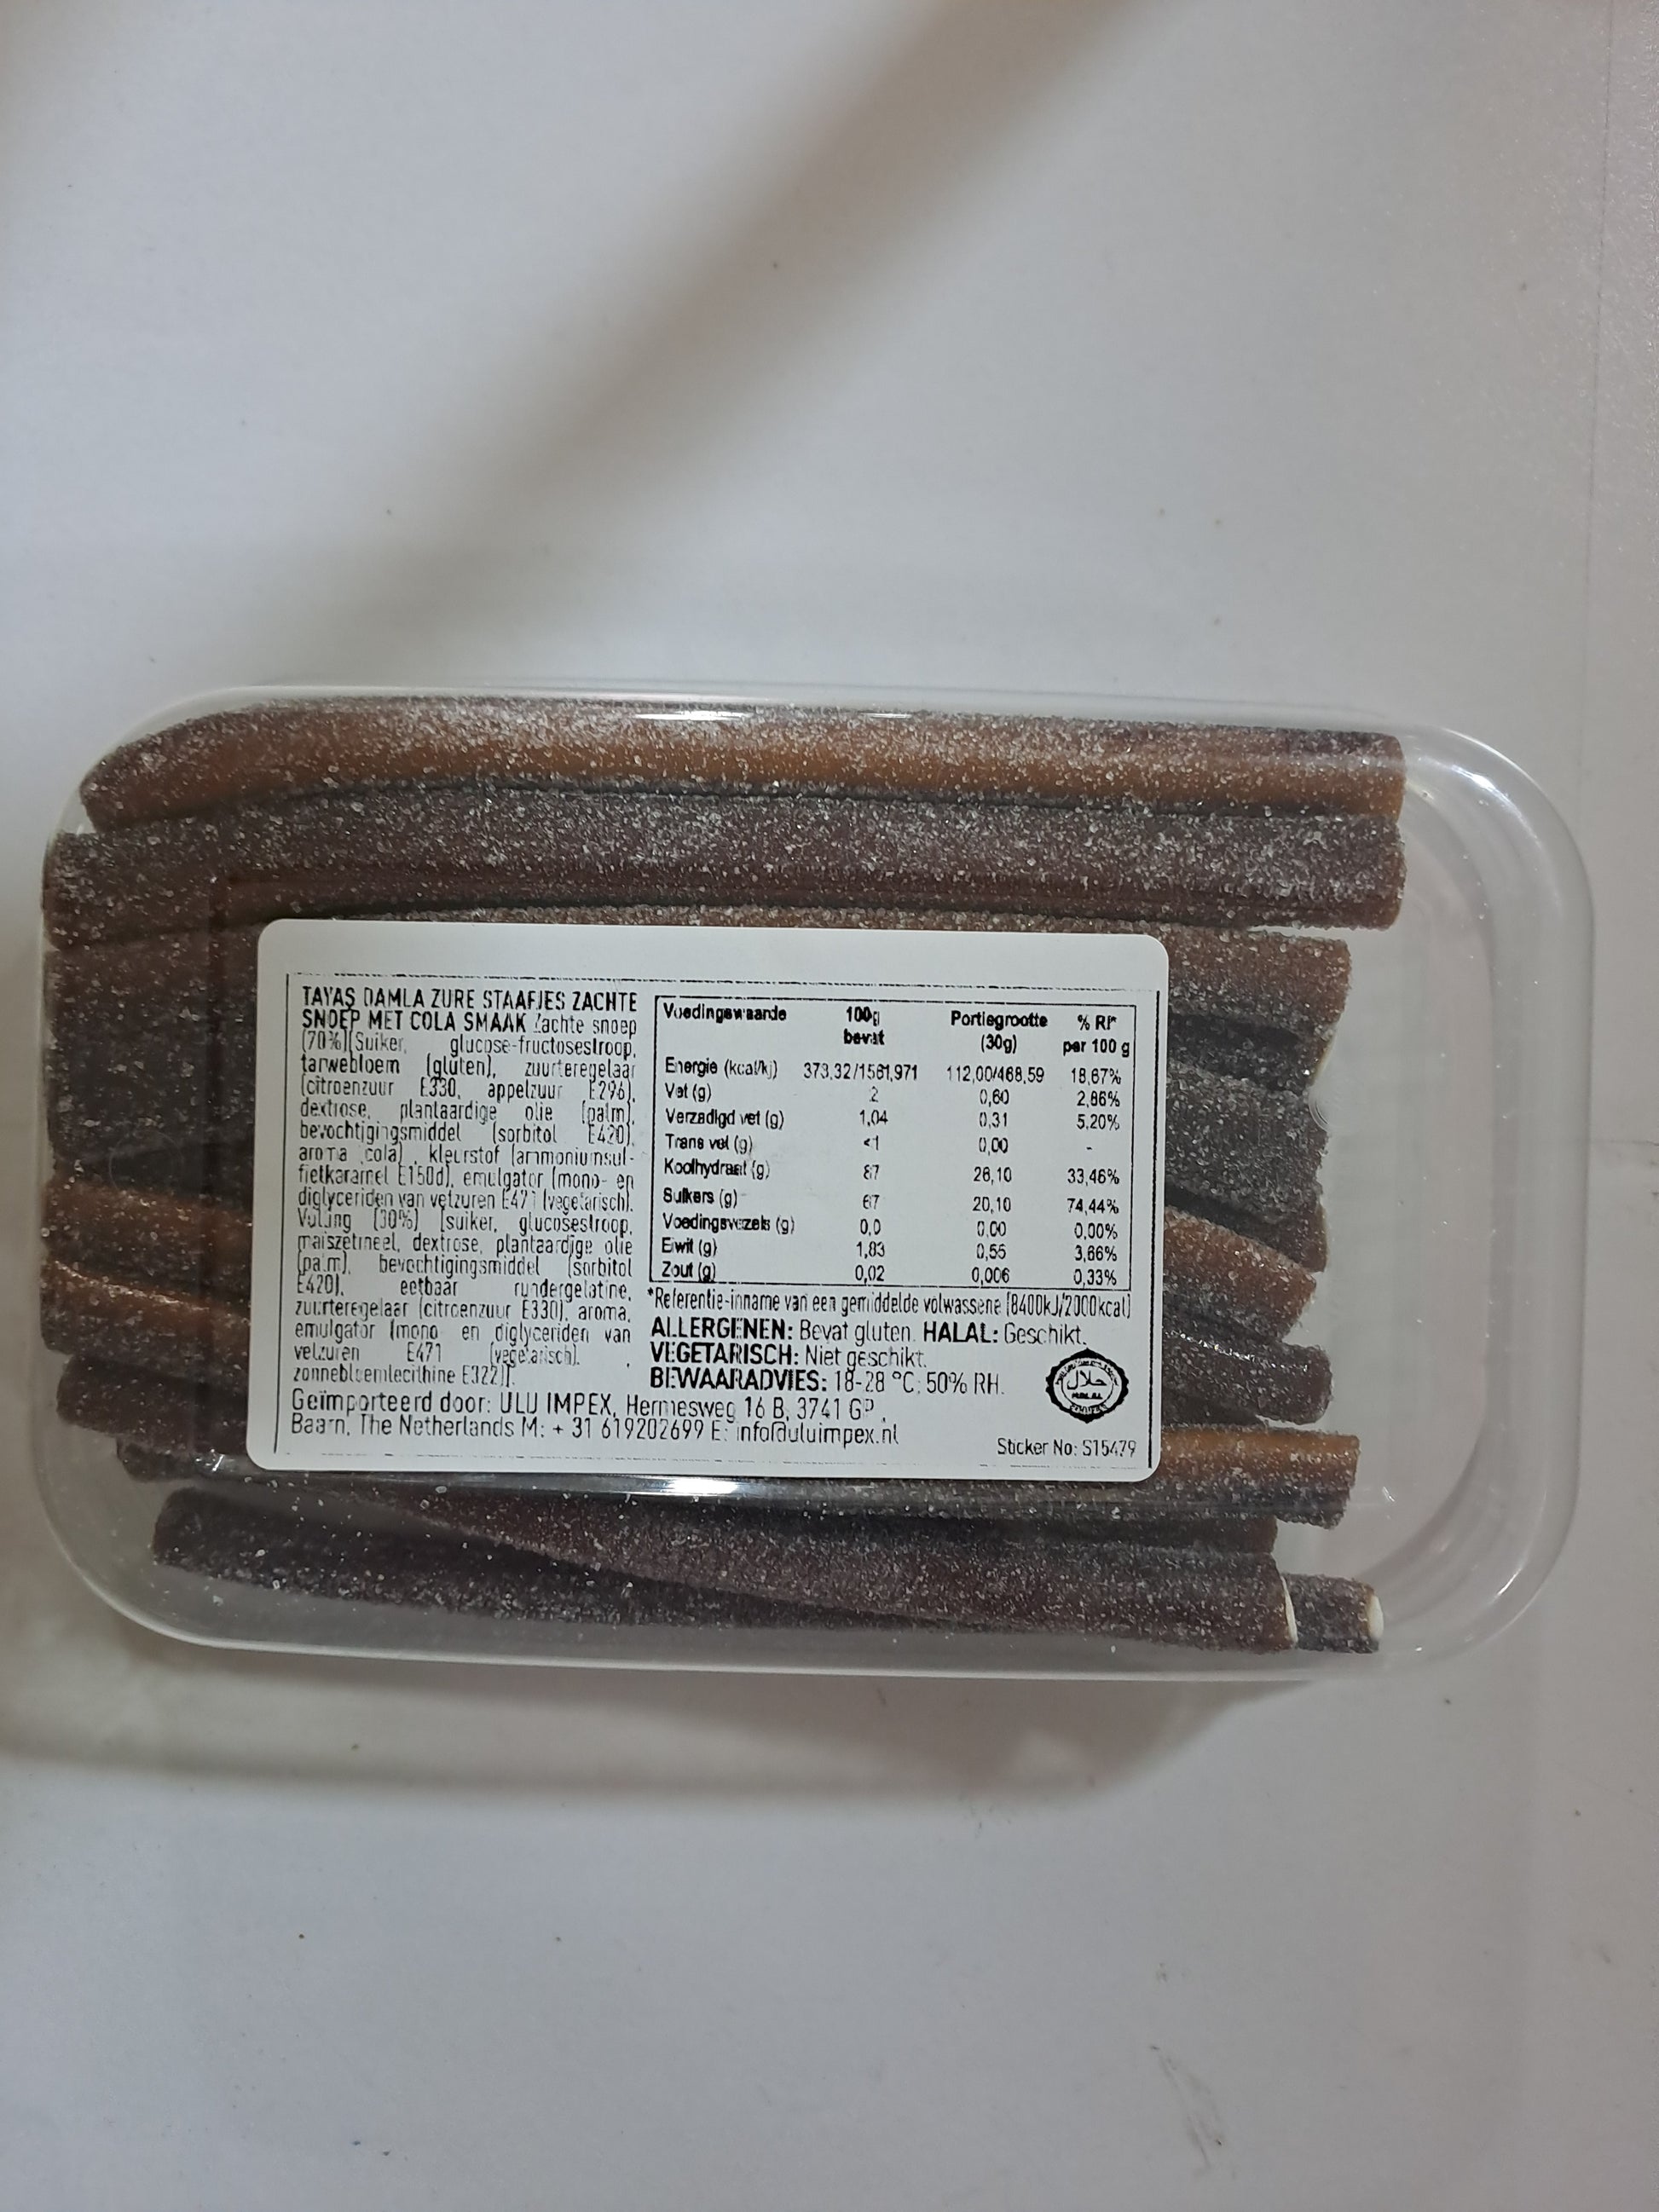 TAYAŞ DAMLA ZURE STAAFJES ZACHTE
SNOEP MET COLA SMAAK Zachte snoep
(70%)(Suiker, glucose-fructosestroop,
tarwebloem (gluten), zuurteregelaar
(citroenzuur E330, appelzuur E296),
dextrose, plantaardige olie (palm),
bevochtigingsmiddel (sorbitol E420),
aroma cola), kleurstof (ammoniumsul-
fietkaramel E150d), emulgator (mono- en
diglyceriden van vetzuren E471 (vegetarisch).
Vulling (30%) (suiker, glucosestroop,
maiszetmeel, dextrose, plantaardige olie
(palm), bevochtigingsmiddel (sorbitol
E420), eetbaar rundergelatine,
zuurteregelaar (citroenzuur E330), aroma,
emulgator (mono en diglyceriden van
vetzuren E471 (vegetarisch),
zonnebloemlecithine E322)).
Voedingswaarde 100g bevat Portiegrootte (30g) % RI* per 100 g
Energie (kcal/kj) 373,32/1561,971 112,00/468,59 18,67%
Vet (g) 2 0,60 2,86%
Verzadigd vet (g) 1,04 0,31 5,20%
Trans vet (g) <1 0,00 -
Koolhydraat (g) 87 26,10 33,46%
Suikers (g) 67 20,10 74,44%
Voedingsvezels (g) 0,0 0,00 0,00%
Eiwit (g) 1,83 0,55 3,66%
Zout (g) 0,02 0,006 0,33%
*Referentie-inname van een gemiddelde volwassene (8400kJ/2000kcal)
ALLERGENEN: Bevat gluten. HALAL: Geschikt.
VEGETARISCH: Niet geschikt.
BEWAARADVIES: 18-28 °C; 50% RH.
حلال
HALAL
Geïmporteerd door: ULU IMPEX, Hermesweg 16 B, 3741 GP,
Baarn, The Netherlands M: + 31 619202699 E: info@uluimpex.nl
Sticker No: S15479